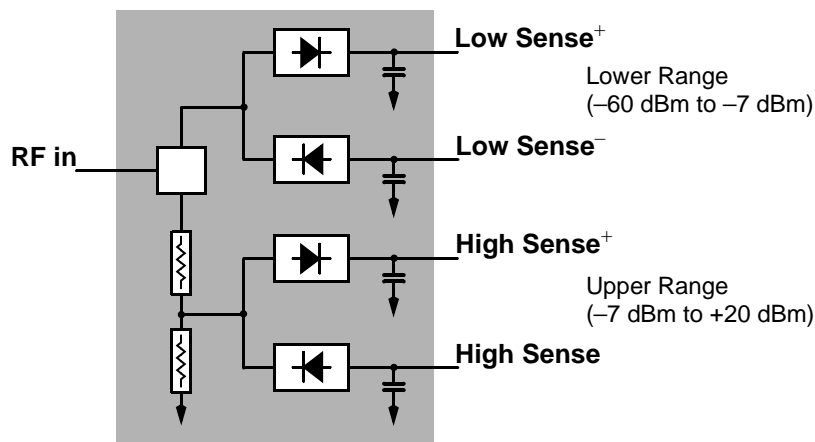 Low Sense⁺
Lower Range
(–60 dBm to –7 dBm)
RF in
Low Sense⁻
High Sense⁺
Upper Range
(–7 dBm to +20 dBm)
High Sense